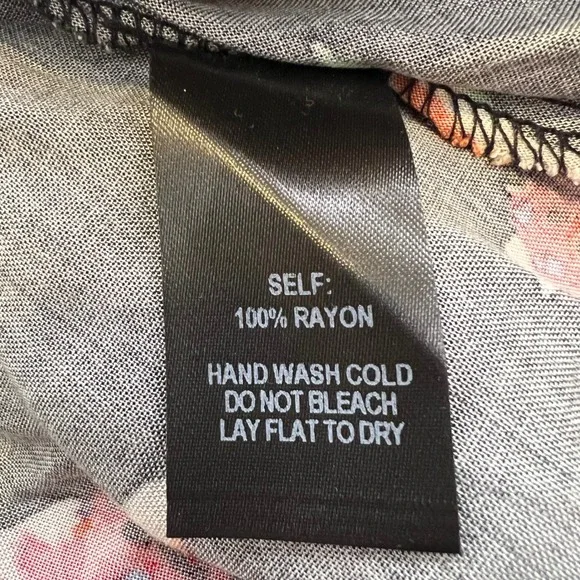 SELF:
100% RAYON
HAND WASH COLD
DO NOT BLEACH
LAY FLAT TO DRY